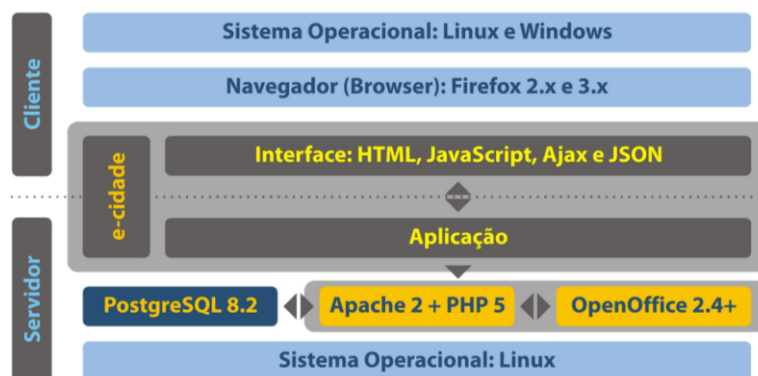 Cliente
Sistema Operacional: Linux e Windows
Navegador (Browser): Firefox 2.x e 3.x
e-cidade
Interface: HTML, JavaScript, Ajax e JSON
Aplicação
Servidor
PostgreSQL 8.2
Apache 2 + PHP 5
OpenOffice 2.4+
Sistema Operacional: Linux